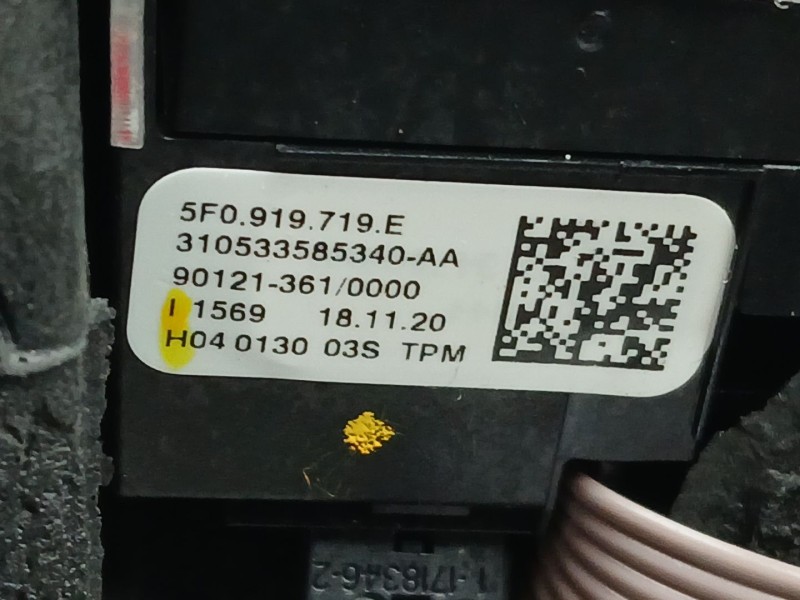 5F0.919.719.E
310533585340-AA
90121-361/0000
I 1569 18.11.20
H04 0130 03S TPM
1-1718346-2